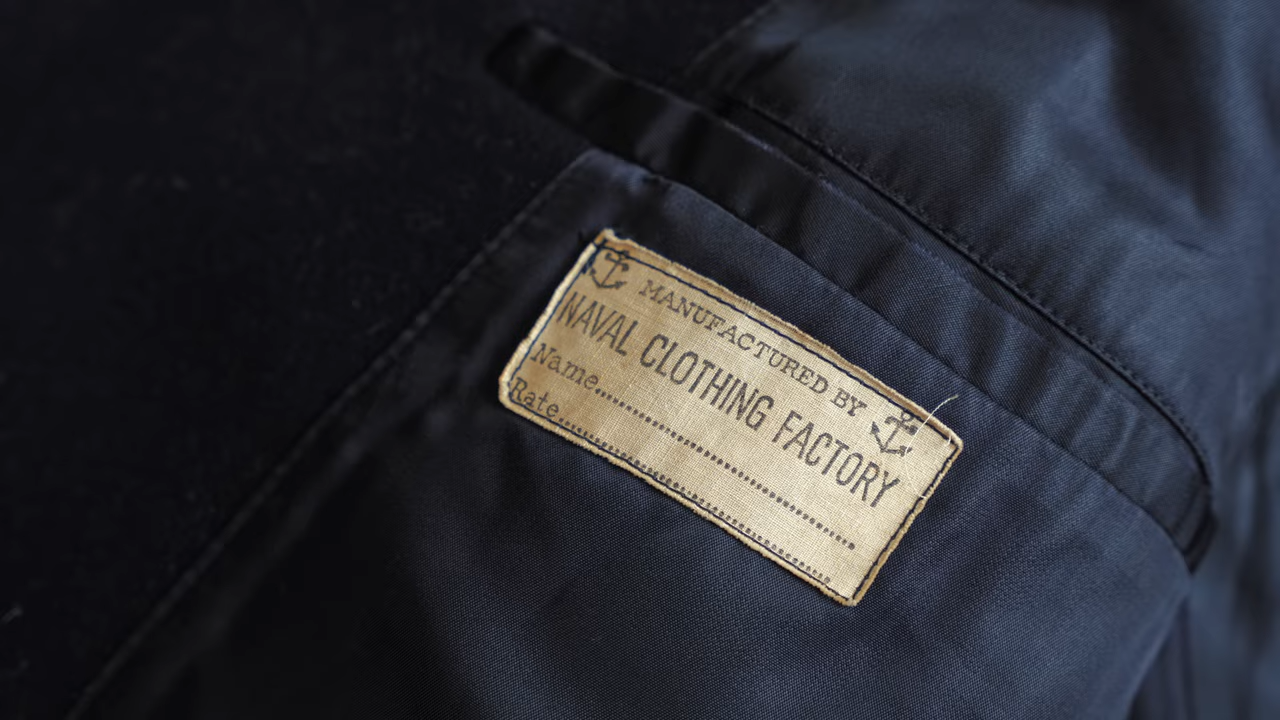 MANUFACTURED BY
NAVAL CLOTHING FACTORY
Name..............................
Rate..............................